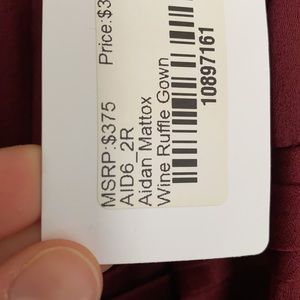 MSRP:$375 Price:$3
AID6_2R
Aidan Mattox
Wine Ruffle Gown
10897161